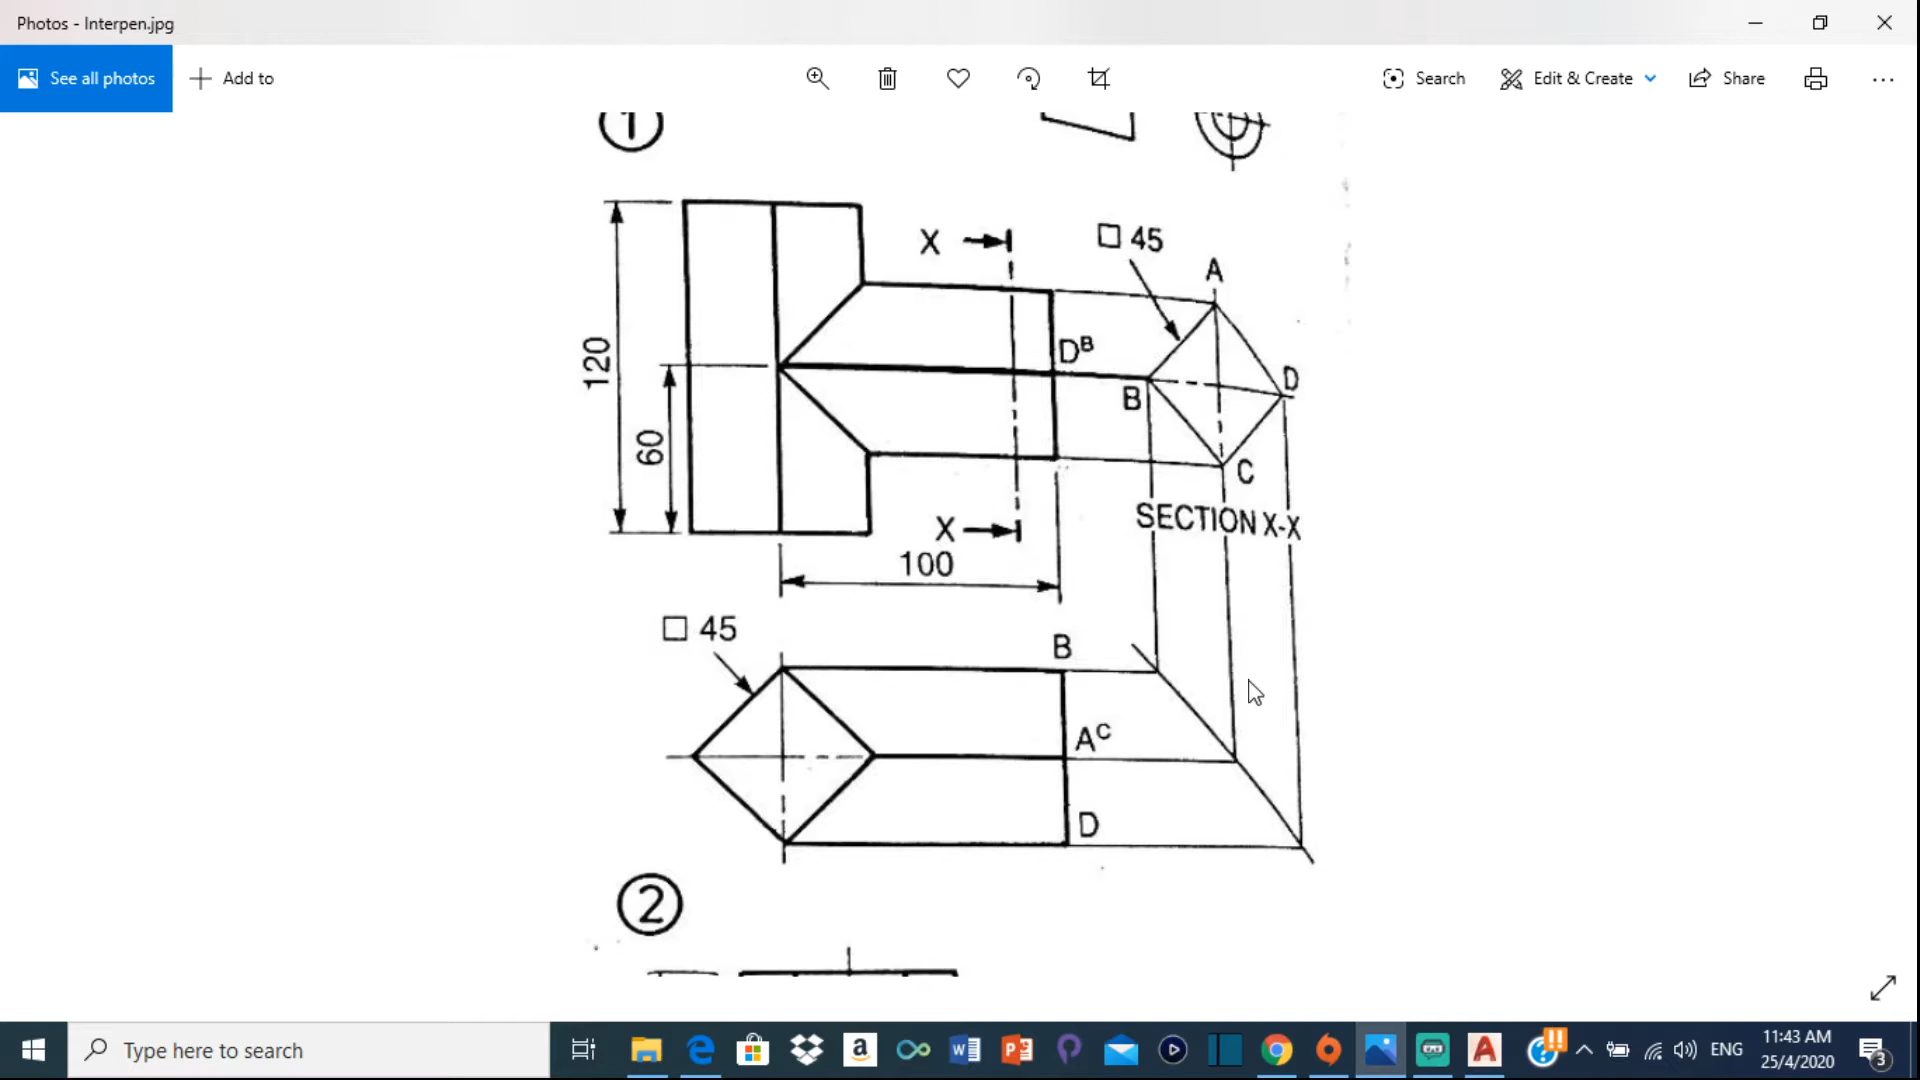 Photos - Interpen.jpg
See all photos
Add to
Search
Edit & Create
Share
1
X
□ 45
A
120
60
D B
B
D
C
X
SECTION X-X
100
□ 45
B
A C
D
2
Type here to search
ENG
11:43 AM
25/4/2020
3